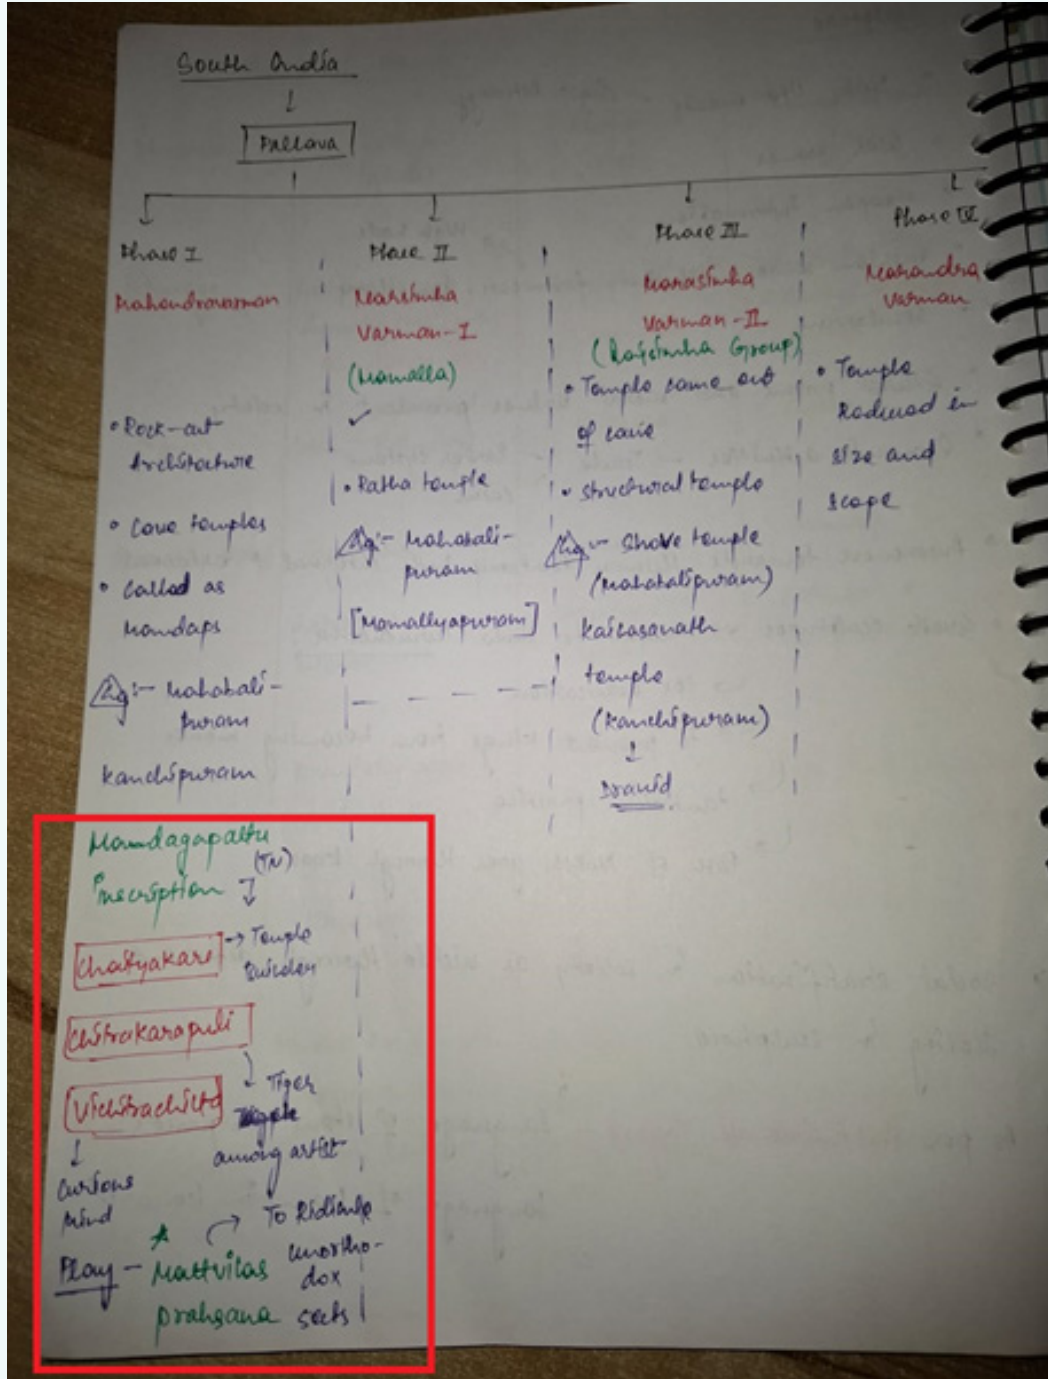 South India
↓
Pallava
Phase I
Mahendravarman
• Rock-cut
Architecture
• Cave temples
• Called as
Mandaps
Eg:- Mahabali-
puram
Kanchipuram
Mandagapattu
inscription (TN)
Chaityakari → Temple
Builder
Chitrakarapuli
Vichitrachitta
↓ Tiger
among artist
↓
Curious
Mind
Play - Mattvilas
prahsana
→ To Ridicule
unortho-
dox
sects
Phase II
Narsimha
Varman-I
(Mamalla)
✓
• Ratha temple
Eg:- Mahabali-
puram
[Mamallyapuram]
Phase III
Narasimha
Varman-II
(Rajsimha Group)
• Temple came out
of cave
• structural temple
Eg:- Shore temple
(Mahabalipuram)
Kailasanath
temple
(Kanchipuram)
↓
Dravid
Phase IV
Nanandra
Varman
• Temple
Reduced in
size and
scope